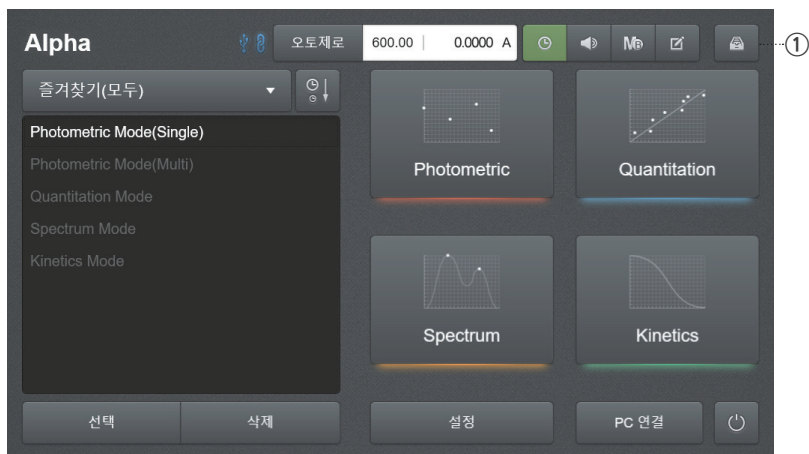 Alpha
오토제로
600.00 | 0.0000 A
MB
①
즐겨찾기(모두)
Photometric Mode(Single)
Photometric Mode(Multi)
Quantitation Mode
Spectrum Mode
Kinetics Mode
Photometric
Quantitation
Spectrum
Kinetics
선택
삭제
설정
PC 연결